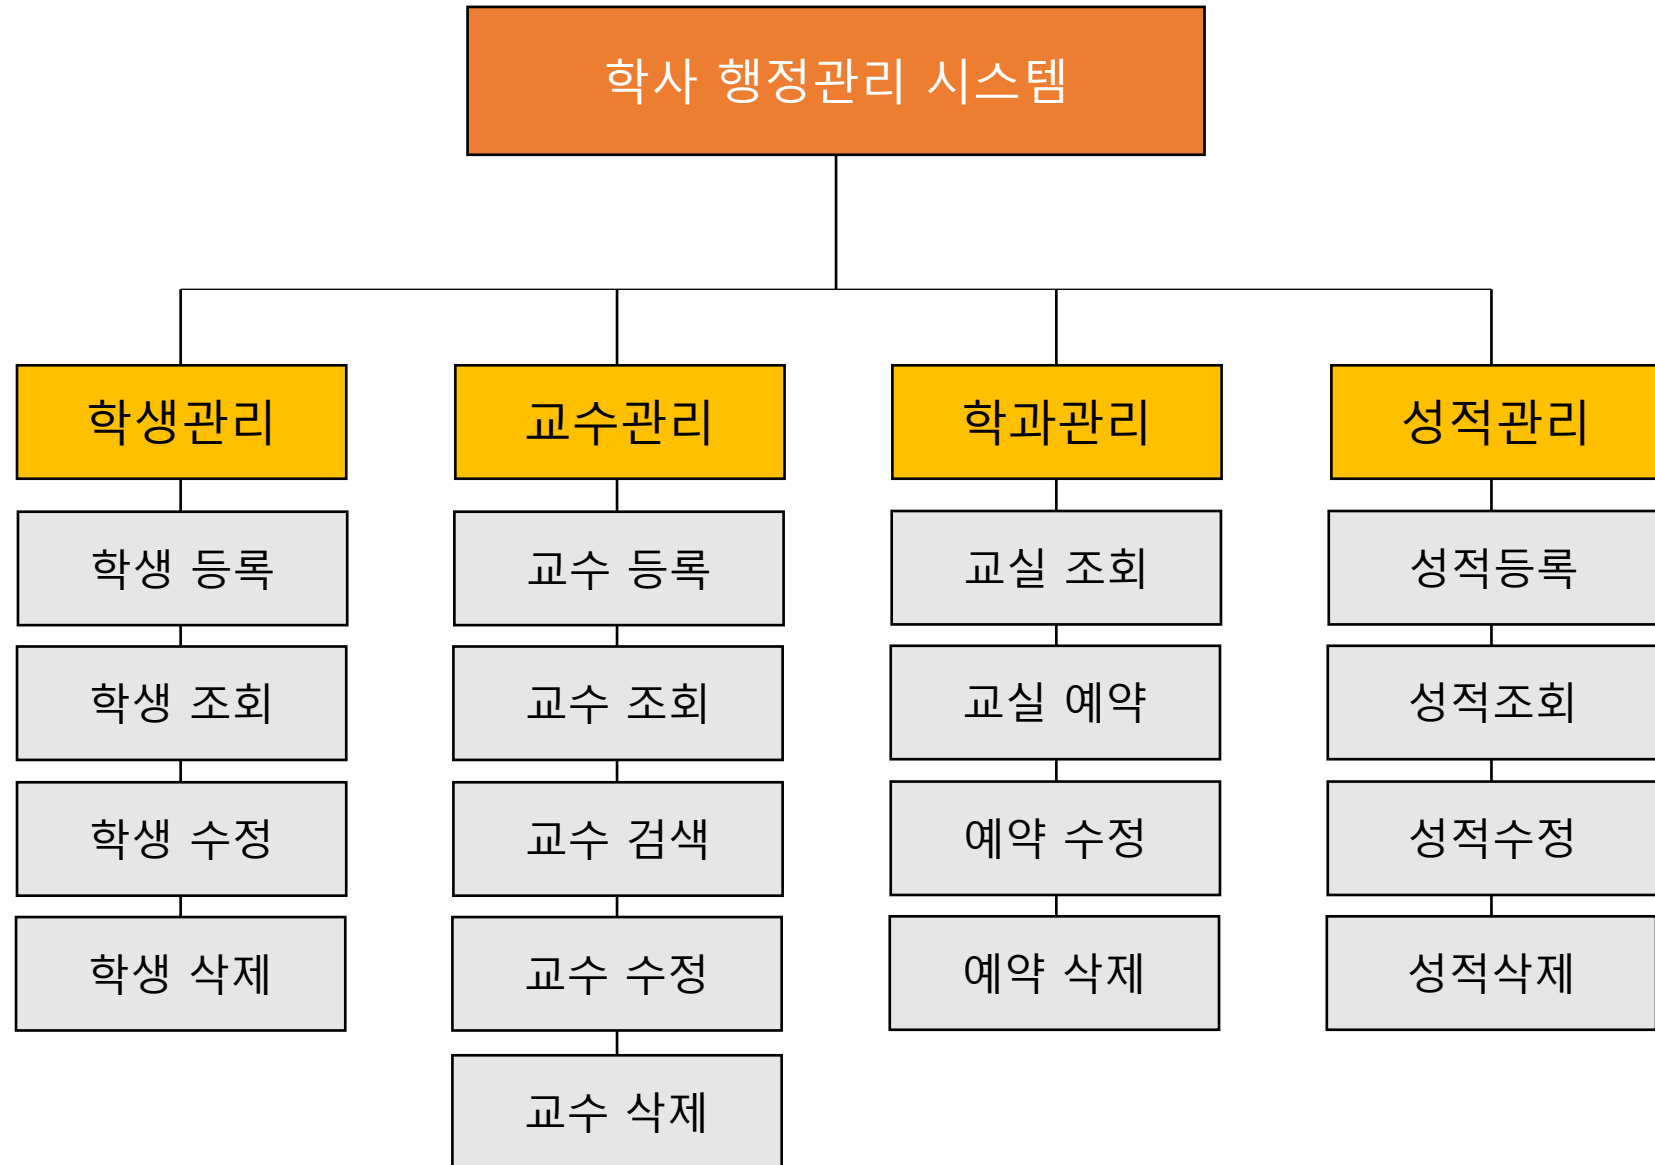 학사 행정관리 시스템
학생관리
학생 등록
학생 조회
학생 수정
학생 삭제
교수관리
교수 등록
교수 조회
교수 검색
교수 수정
교수 삭제
학과관리
교실 조회
교실 예약
예약 수정
예약 삭제
성적관리
성적등록
성적조회
성적수정
성적삭제